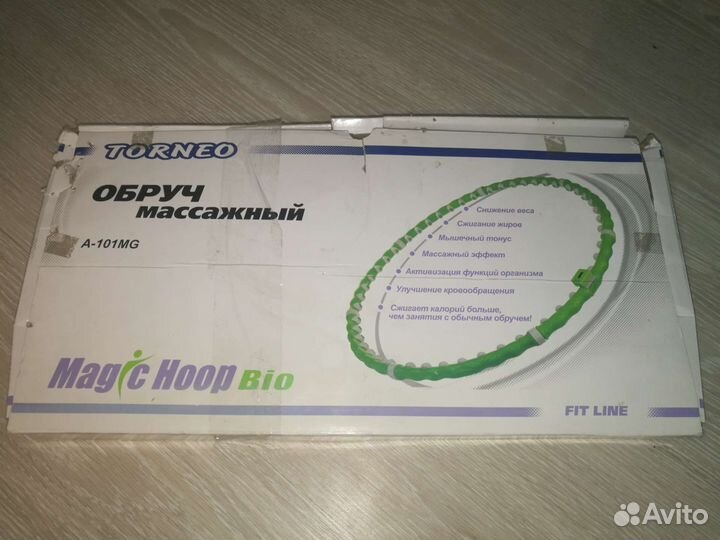 TORNEO
ОБРУЧ
массажный
A-101MG
Снижение веса
Сжигание жиров
Мышечный тонус
Массажный эффект
Активизация функций организма
Улучшение кровообращения
Сжигает калорий больше,
чем занятия с обычным обручем!
Magic Hoop Bio
FIT LINE
Avito